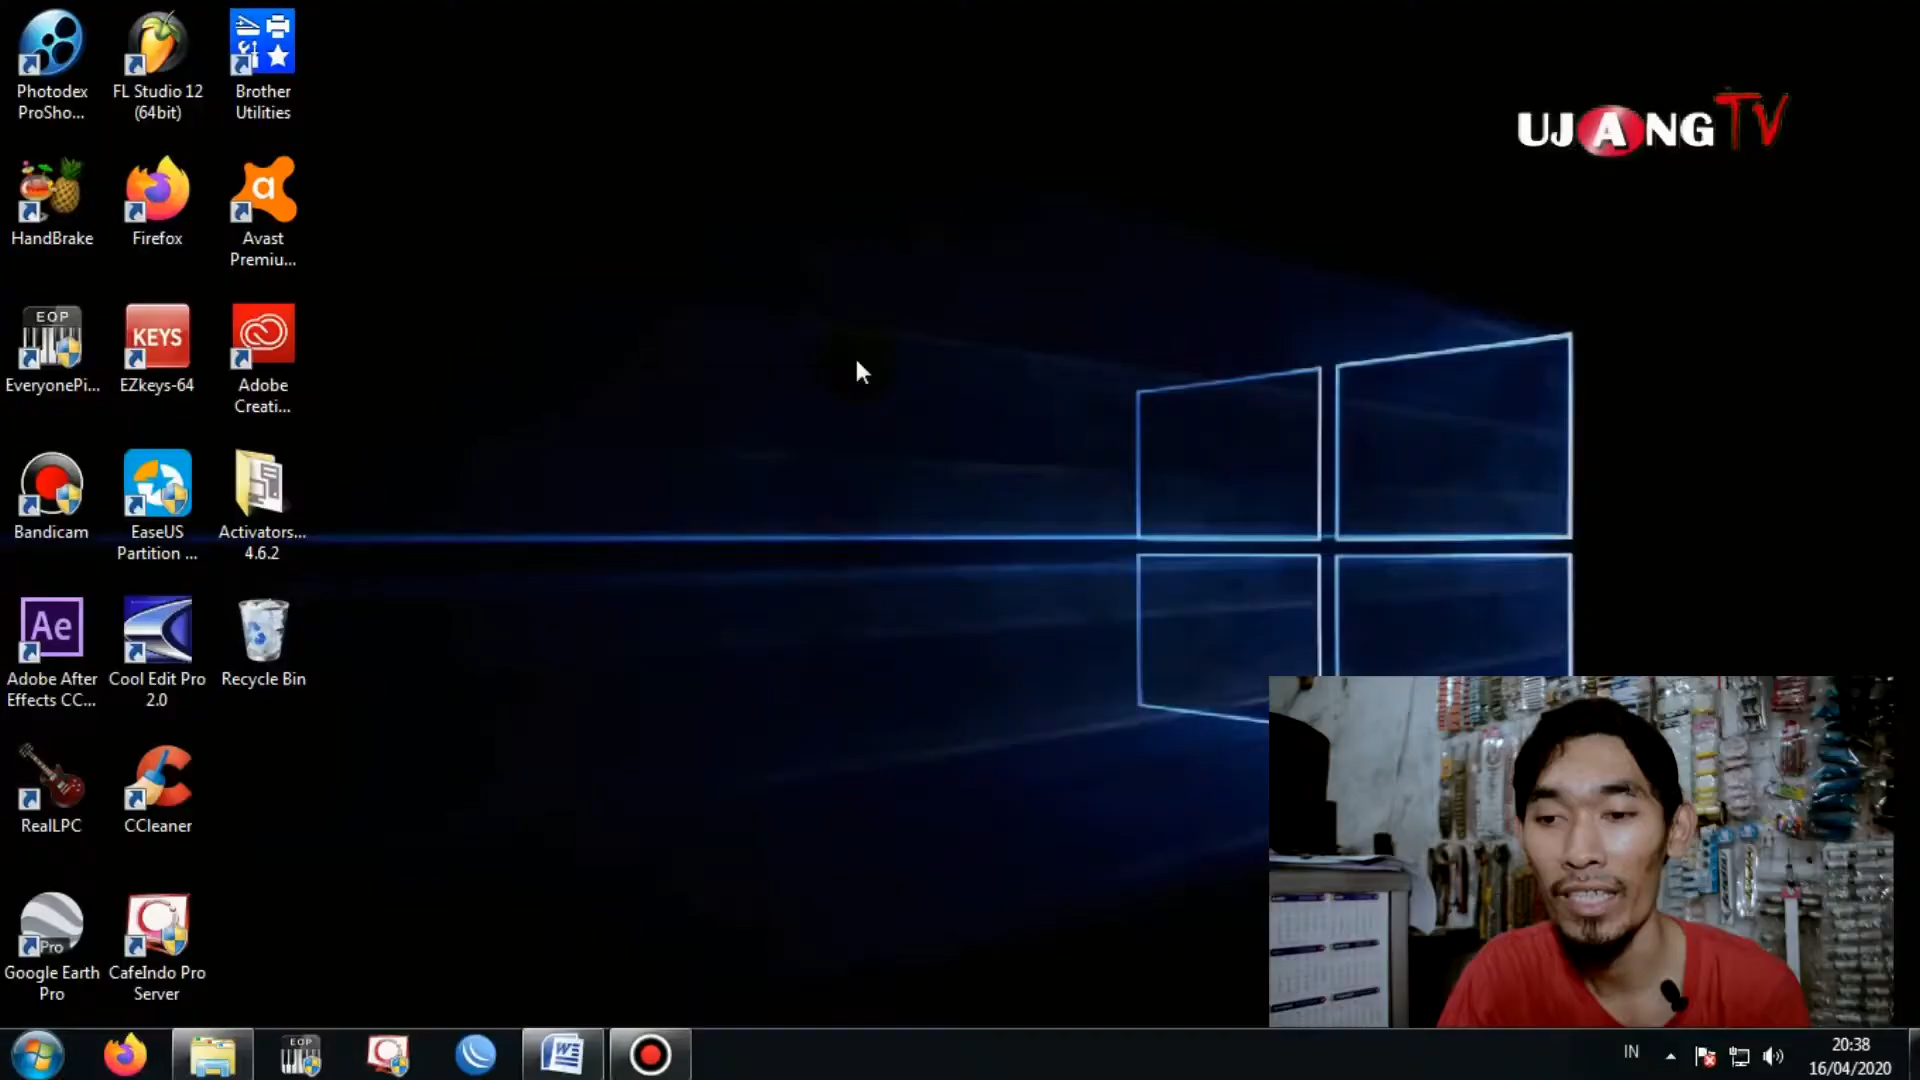 UJANG TV
Photodex
ProSho...
FL Studio 12
(64bit)
Brother
Utilities
HandBrake
Firefox
a
Avast
Premiu...
EOP
EveryonePi...
KEYS
EZkeys-64
Adobe
Creati...
Bandicam
EaseUS
Partition ...
Activators...
4.6.2
Ae
Adobe After
Effects CC...
Cool Edit Pro
2.0
Recycle Bin
RealLPC
CCleaner
Pro
Google Earth
Pro
CafeIndo Pro
Server
EOP
W
IN
20:38
16/04/2020